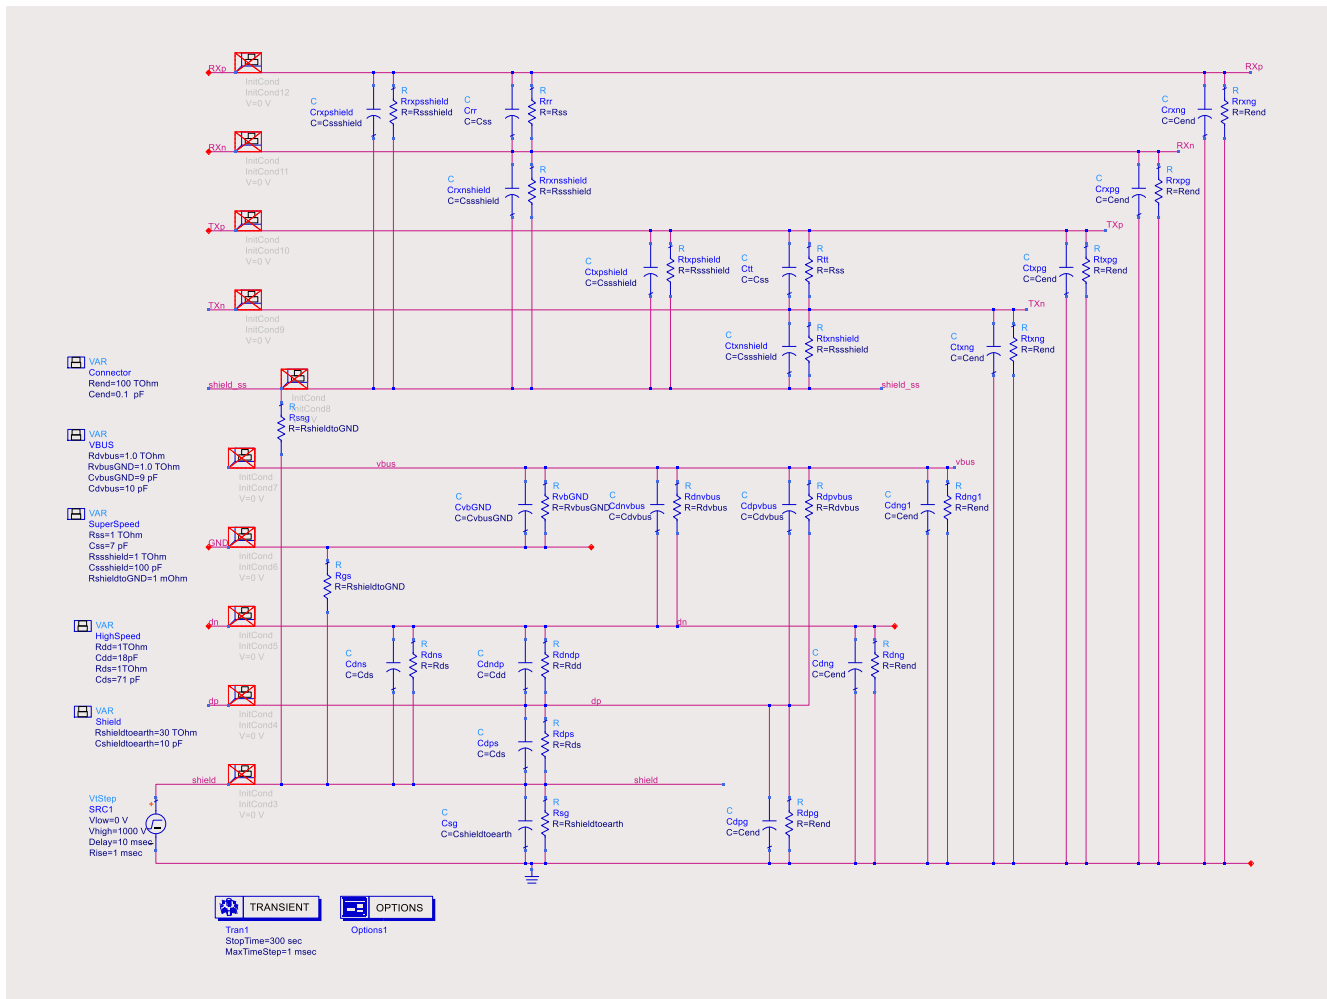 RXp
InitCond
InitCond12
V=0 V
C
Crxpshield
C=Cssshield
R
Rrxpsshield
R=Rssshield
C
Crr
C=Css
R
Rrr
R=Rss
RXp
C
Crxng
C=Cend
R
Rrxng
R=Rend
RXn
InitCond
InitCond11
V=0 V
C
Crxnshield
C=Cssshield
R
Rrxnsshield
R=Rssshield
RXn
C
Crxpg
C=Cend
R
Rrxpg
R=Rend
TXp
InitCond
InitCond10
V=0 V
C
Ctxpshield
C=Cssshield
R
Rtxpshield
R=Rssshield
C
Ctt
C=Css
R
Rtt
R=Rss
TXp
C
Ctxpg
C=Cend
R
Rtxpg
R=Rend
TXn
InitCond
InitCond9
V=0 V
C
Ctxnshield
C=Cssshield
R
Rtxnshield
R=Rssshield
TXn
C
Ctxng
C=Cend
R
Rtxng
R=Rend
VAR
Connector
Rend=100 TOhm
Cend=0.1 pF
shield_ss
InitCond
InitCond8
V
R
Rssg
R=RshieldtoGND
shield_ss
VAR
VBUS
Rdvbus=1.0 TOhm
RvbusGND=1.0 TOhm
CvbusGND=9 pF
Cdvbus=10 pF
InitCond
InitCond7
V=0 V
vbus
C
CvbGND
C=CvbusGND
R
RvbGND
R=RvbusGND
C
Cdnvbus
C=Cdvbus
R
Rdnvbus
R=Rdvbus
C
Cdpvbus
C=Cdvbus
R
Rdpvbus
R=Rdvbus
vbus
C
Cdng1
C=Cend
R
Rdng1
R=Rend
VAR
SuperSpeed
Rss=1 TOhm
Css=7 pF
Rssshield=1 TOhm
Cssshield=100 pF
RshieldtoGND=1 mOhm
GND
InitCond
InitCond6
V=0 V
R
Rgs
R=RshieldtoGND
VAR
HighSpeed
Rdd=1TOhm
Cdd=18pF
Rds=1TOhm
Cds=71 pF
dn
InitCond
InitCond5
V=0 V
C
Cdns
C=Cds
R
Rdns
R=Rds
C
Cdndp
C=Cdd
R
Rdndp
R=Rdd
dn
C
Cdng
C=Cend
R
Rdng
R=Rend
VAR
Shield
Rshieldtoearth=30 TOhm
Cshieldtoearth=10 pF
dp
InitCond
InitCond4
V=0 V
dp
C
Cdps
C=Cds
R
Rdps
R=Rds
shield
InitCond
InitCond3
V=0 V
shield
VtStep
SRC1
Vlow=0 V
Vhigh=1000 V
Delay=10 msec
Rise=1 msec
C
Csg
C=Cshieldtoearth
R
Rsg
R=Rshieldtoearth
C
Cdpg
C=Cend
R
Rdpg
R=Rend
TRANSIENT
Tran1
StopTime=300 sec
MaxTimeStep=1 msec
OPTIONS
Options1